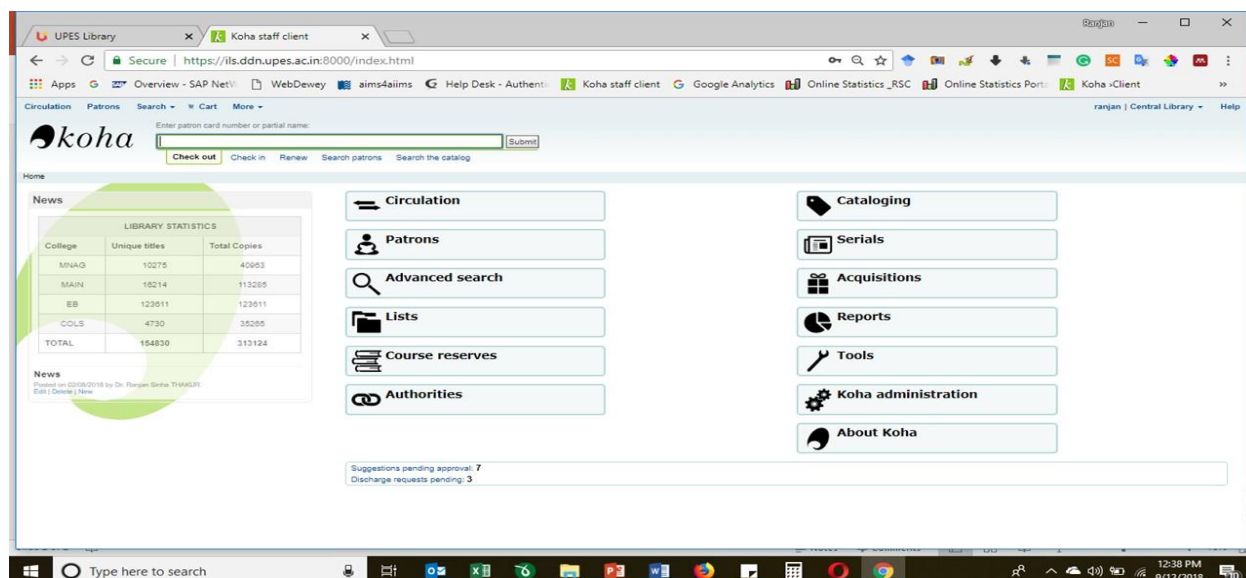 Ranjan
UPES Library
Koha staff client
Secure | https://ils.ddn.upes.ac.in:8000/index.html
Apps Overview - SAP NetW WebDewey aims4aiims Help Desk - Authenti Koha staff client Google Analytics Online Statistics _RSC Online Statistics Port Koha Client
Circulation Patrons Search Cart More ranjan | Central Library Help
Enter patron card number or partial name:
koha
Submit
Check out Check in Renew Search patrons Search the catalog
Home
News
LIBRARY STATISTICS
College Unique titles Total Copies
MNAG 10275 40963
MAIN 16214 113285
EB 123611 123611
COLS 4730 35265
TOTAL 154830 313124
News
Posted on 02/08/2018 by Dr. Ranjan Sinha THAKUR
Edit | Delete | New
Circulation
Patrons
Advanced search
Lists
Course reserves
Authorities
Cataloging
Serials
Acquisitions
Reports
Tools
Koha administration
About Koha
Suggestions pending approval: 7
Discharge requests pending: 3
Type here to search
12:38 PM
9/12/2018